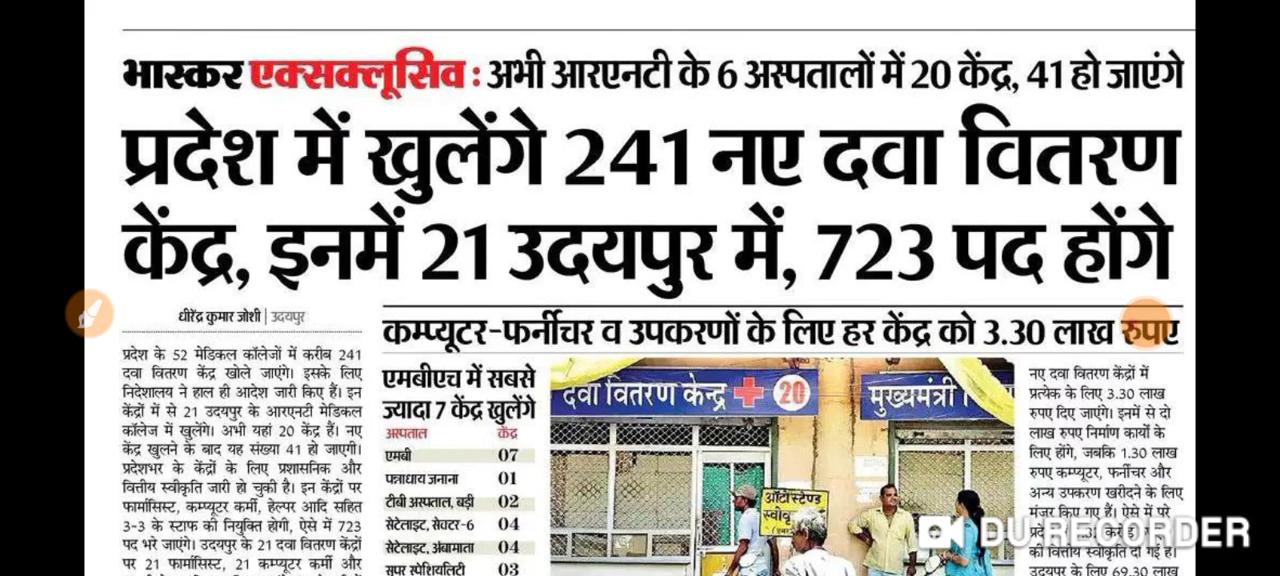 भास्कर एक्सक्लूसिव : अभी आरएनटी के 6 अस्पतालों में 20 केंद्र, 41 हो जाएंगे
प्रदेश में खुलेंगे 241 नए दवा वितरण
केंद्र, इनमें 21 उदयपुर में, 723 पद होंगे
धीरेंद्र कुमार जोशी | उदयपुर
प्रदेश के 52 मेडिकल कॉलेजों में करीब 241
दवा वितरण केंद्र खोले जाएंगे। इसके लिए
निदेशालय ने हाल ही आदेश जारी किए हैं। इन
केंद्रों में से 21 उदयपुर के आरएनटी मेडिकल
कॉलेज में खुलेंगे। अभी यहां 20 केंद्र हैं। नए
केंद्र खुलने के बाद यह संख्या 41 हो जाएगी।
प्रदेशभर के केंद्रों के लिए प्रशासनिक और
वित्तीय स्वीकृति जारी हो चुकी है। इन केंद्रों पर
फार्मासिस्ट, कम्प्यूटर कर्मी, हेल्पर आदि सहित
3-3 के स्टाफ की नियुक्ति होगी, ऐसे में 723
पद भरे जाएंगे। उदयपुर के 21 दवा वितरण केंद्रों
पर 21 फार्मासिस्ट, 21 कम्प्यूटर कर्मी और
कम्प्यूटर-फर्नीचर व उपकरणों के लिए हर केंद्र को 3.30 लाख रुपए
एमबीएच में सबसे
ज्यादा 7 केंद्र खुलेंगे
अस्पताल केंद्र
एमबी 07
पन्नाधाय जनाना 01
टीबी अस्पताल, बड़ी 02
सेटेलाइट, सेक्टर-6 04
सेटेलाइट, अंबामाता 04
सुपर स्पेशियलिटी 03
दवा वितरण केन्द्र 20
मुख्यमंत्री
ऑटो स्टेण्ड
स्वीकृ
नए दवा वितरण केंद्रों में
प्रत्येक के लिए 3.30 लाख
रुपए दिए जाएंगे। इनमें से दो
लाख रुपए निर्माण कार्यों के
लिए होंगे, जबकि 1.30 लाख
रुपए कम्प्यूटर, फर्नीचर और
अन्य उपकरण खरीदने के लिए
मंजूर किए गए हैं। ऐसे में पूरे
की वित्तीय स्वीकृति दी गई है।
उदयपुर के लिए 69.30 लाख
DU RECORDER